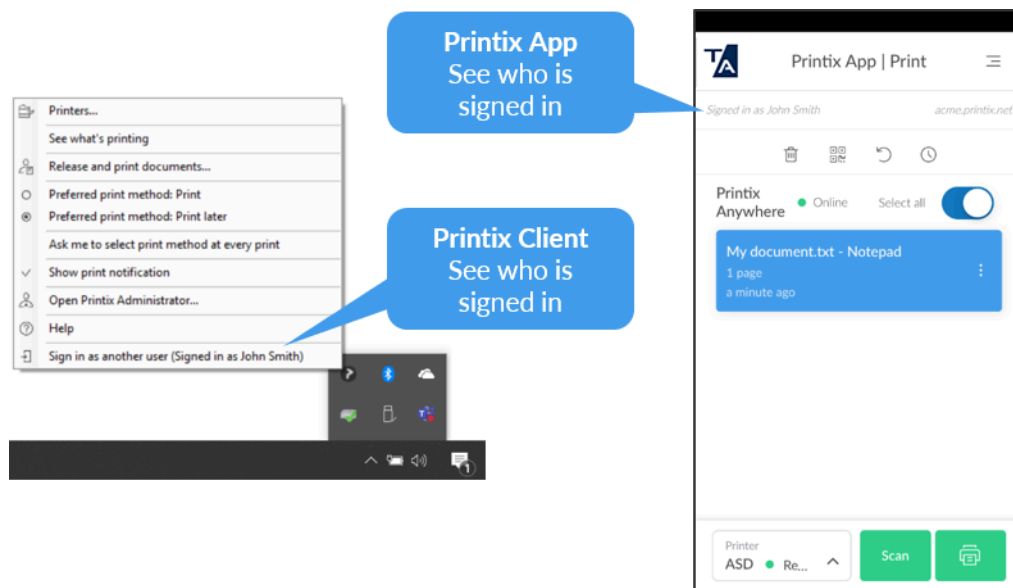 Printix App
See who is
signed in
Printers...
See what's printing
Release and print documents...
Preferred print method: Print
Preferred print method: Print later
Ask me to select print method at every print
Show print notification
Open Printix Administrator...
Help
Sign in as another user (Signed in as John Smith)
Printix Client
See who is
signed in
1
TA
Printix App | Print
Signed in as John Smith acme.printix.net
Printix
Anywhere
Online Select all
My document.txt - Notepad
1 page
a minute ago
Printer
ASD Re...
Scan